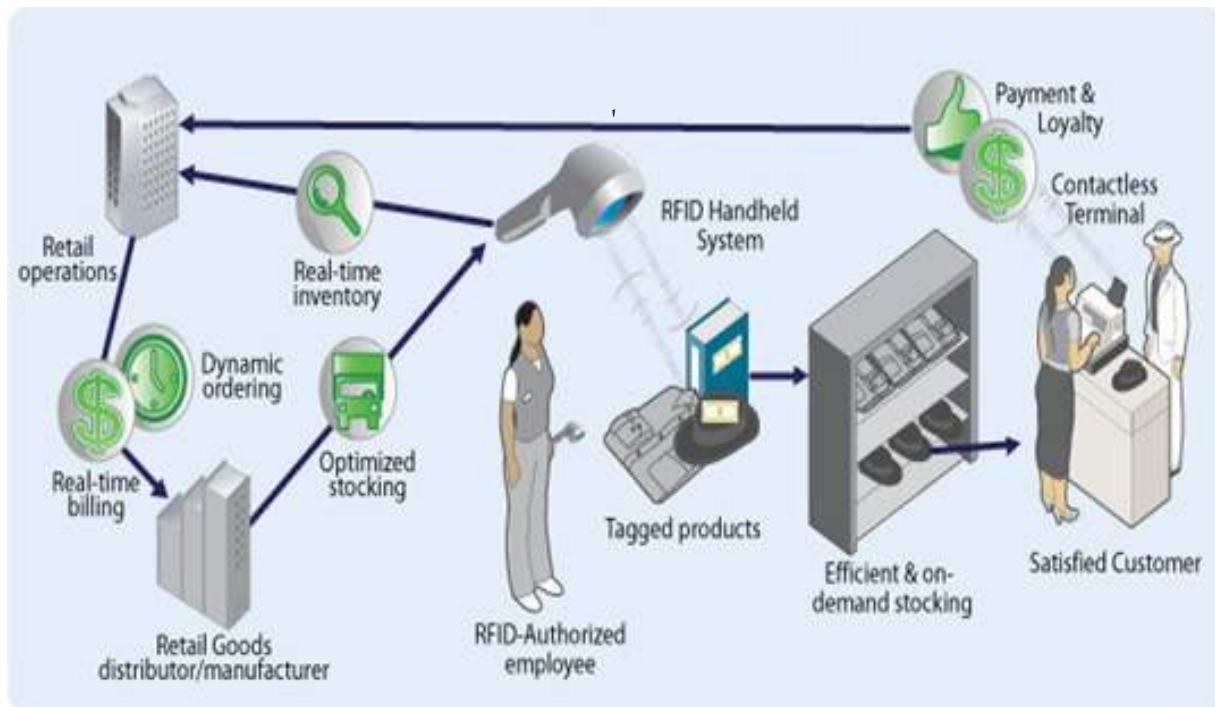 Payment &
Loyalty
Contactless
Terminal
RFID Handheld
System
Retail
operations
Real-time
inventory
Dynamic
ordering
Optimized
stocking
Real-time
billing
Tagged products
Efficient & on-
demand stocking
Satisfied Customer
RFID-Authorized
employee
Retail Goods
distributor/manufacturer